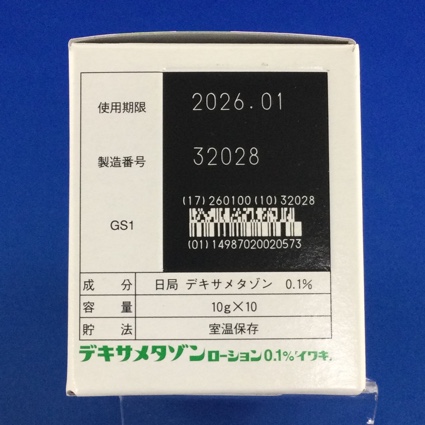 使用期限 2026.01
製造番号 32028
GS1
(17)260100(10)32028
(01)14987020020573
成分 日局 デキサメタゾン 0.1%
容量 10g×10
貯法 室温保存
デキサメタゾンローション0.1%「イワキ」